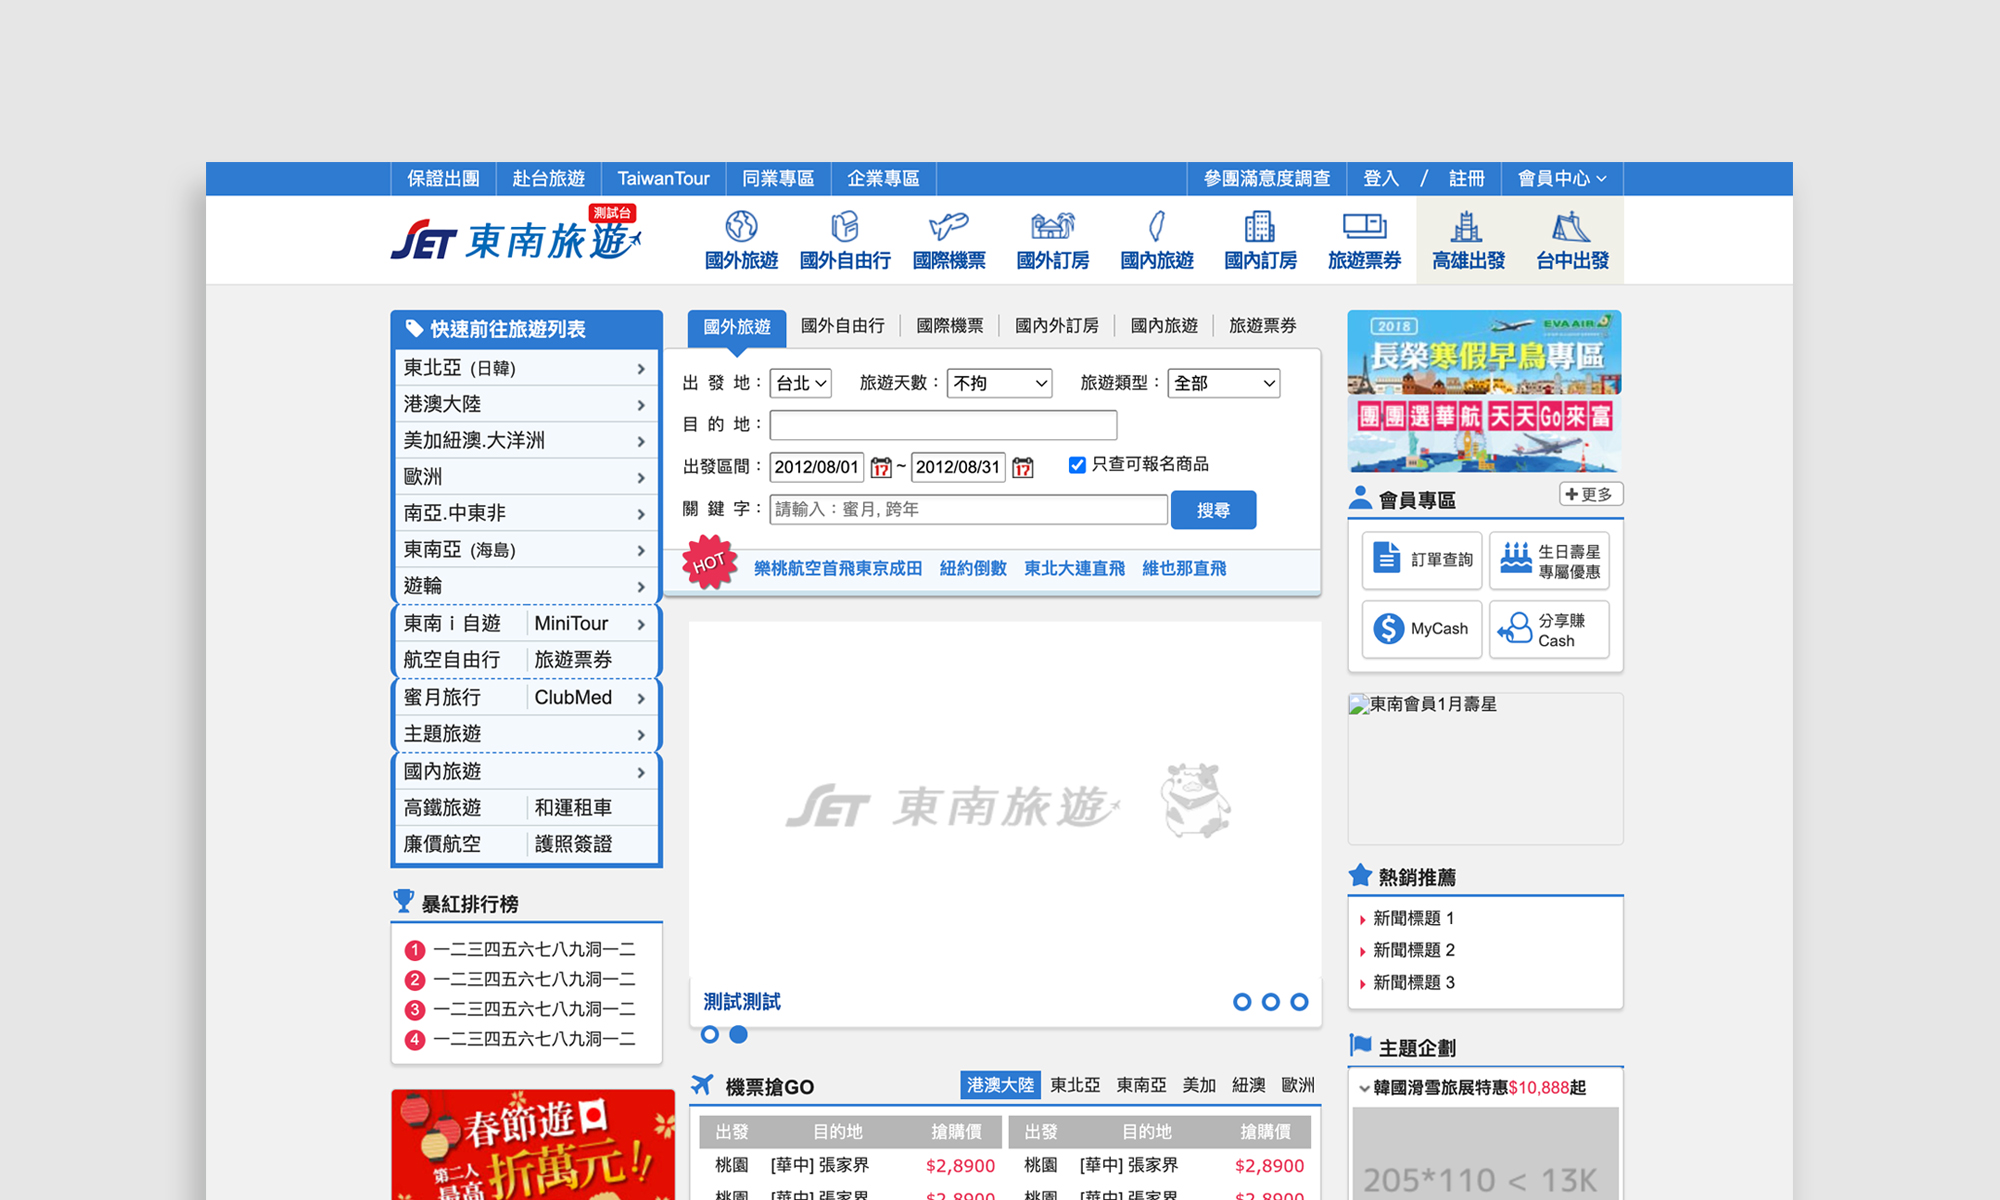 保證出團 赴台旅遊 TaiwanTour 同業專區 企業專區 參團滿意度調查 登入 / 註冊 會員中心
測試台
SET 東南旅遊
國外旅遊 國外自由行 國際機票 國外訂房 國內旅遊 國內訂房 旅遊票券 高雄出發 台中出發
快速前往旅遊列表
東北亞 (日韓)
港澳大陸
美加紐澳.大洋洲
歐洲
南亞.中東非
東南亞 (海島)
遊輪
東南ｉ自遊 MiniTour
航空自由行 旅遊票券
蜜月旅行 ClubMed
主題旅遊
國內旅遊
高鐵旅遊 和運租車
廉價航空 護照簽證
暴紅排行榜
1 一二三四五六七八九洞一二
2 一二三四五六七八九洞一二
3 一二三四五六七八九洞一二
4 一二三四五六七八九洞一二
春節遊
第二人
最高 折萬元!!
國外旅遊 國外自由行 國際機票 國內外訂房 國內旅遊 旅遊票券
出 發 地： 台北 旅遊天數： 不拘 旅遊類型： 全部
目 的 地：
出發區間： 2012/08/01 17 ~ 2012/08/31 17 只查可報名商品
關 鍵 字： 請輸入：蜜月, 跨年 搜尋
HOT 樂桃航空首飛東京成田 紐約倒數 東北大連直飛 維也那直飛
SET 東南旅遊
測試測試
機票搶GO 港澳大陸 東北亞 東南亞 美加 紐澳 歐洲
出發 目的地 搶購價 出發 目的地 搶購價
桃園 [華中] 張家界 $2,8900 桃園 [華中] 張家界 $2,8900
桃園 [華中] 張家界 $2,8900 桃園 [華中] 張家界 $2,8900
2018 EVA AIR
長榮寒假早鳥專區
團團選華航 天天Go來富
會員專區 更多
訂單查詢 生日壽星
專屬優惠
MyCash 分享賺
Cash
東南會員1月壽星
熱銷推薦
新聞標題 1
新聞標題 2
新聞標題 3
主題企劃
韓國滑雪旅展特惠$10,888起
205*110 < 13K